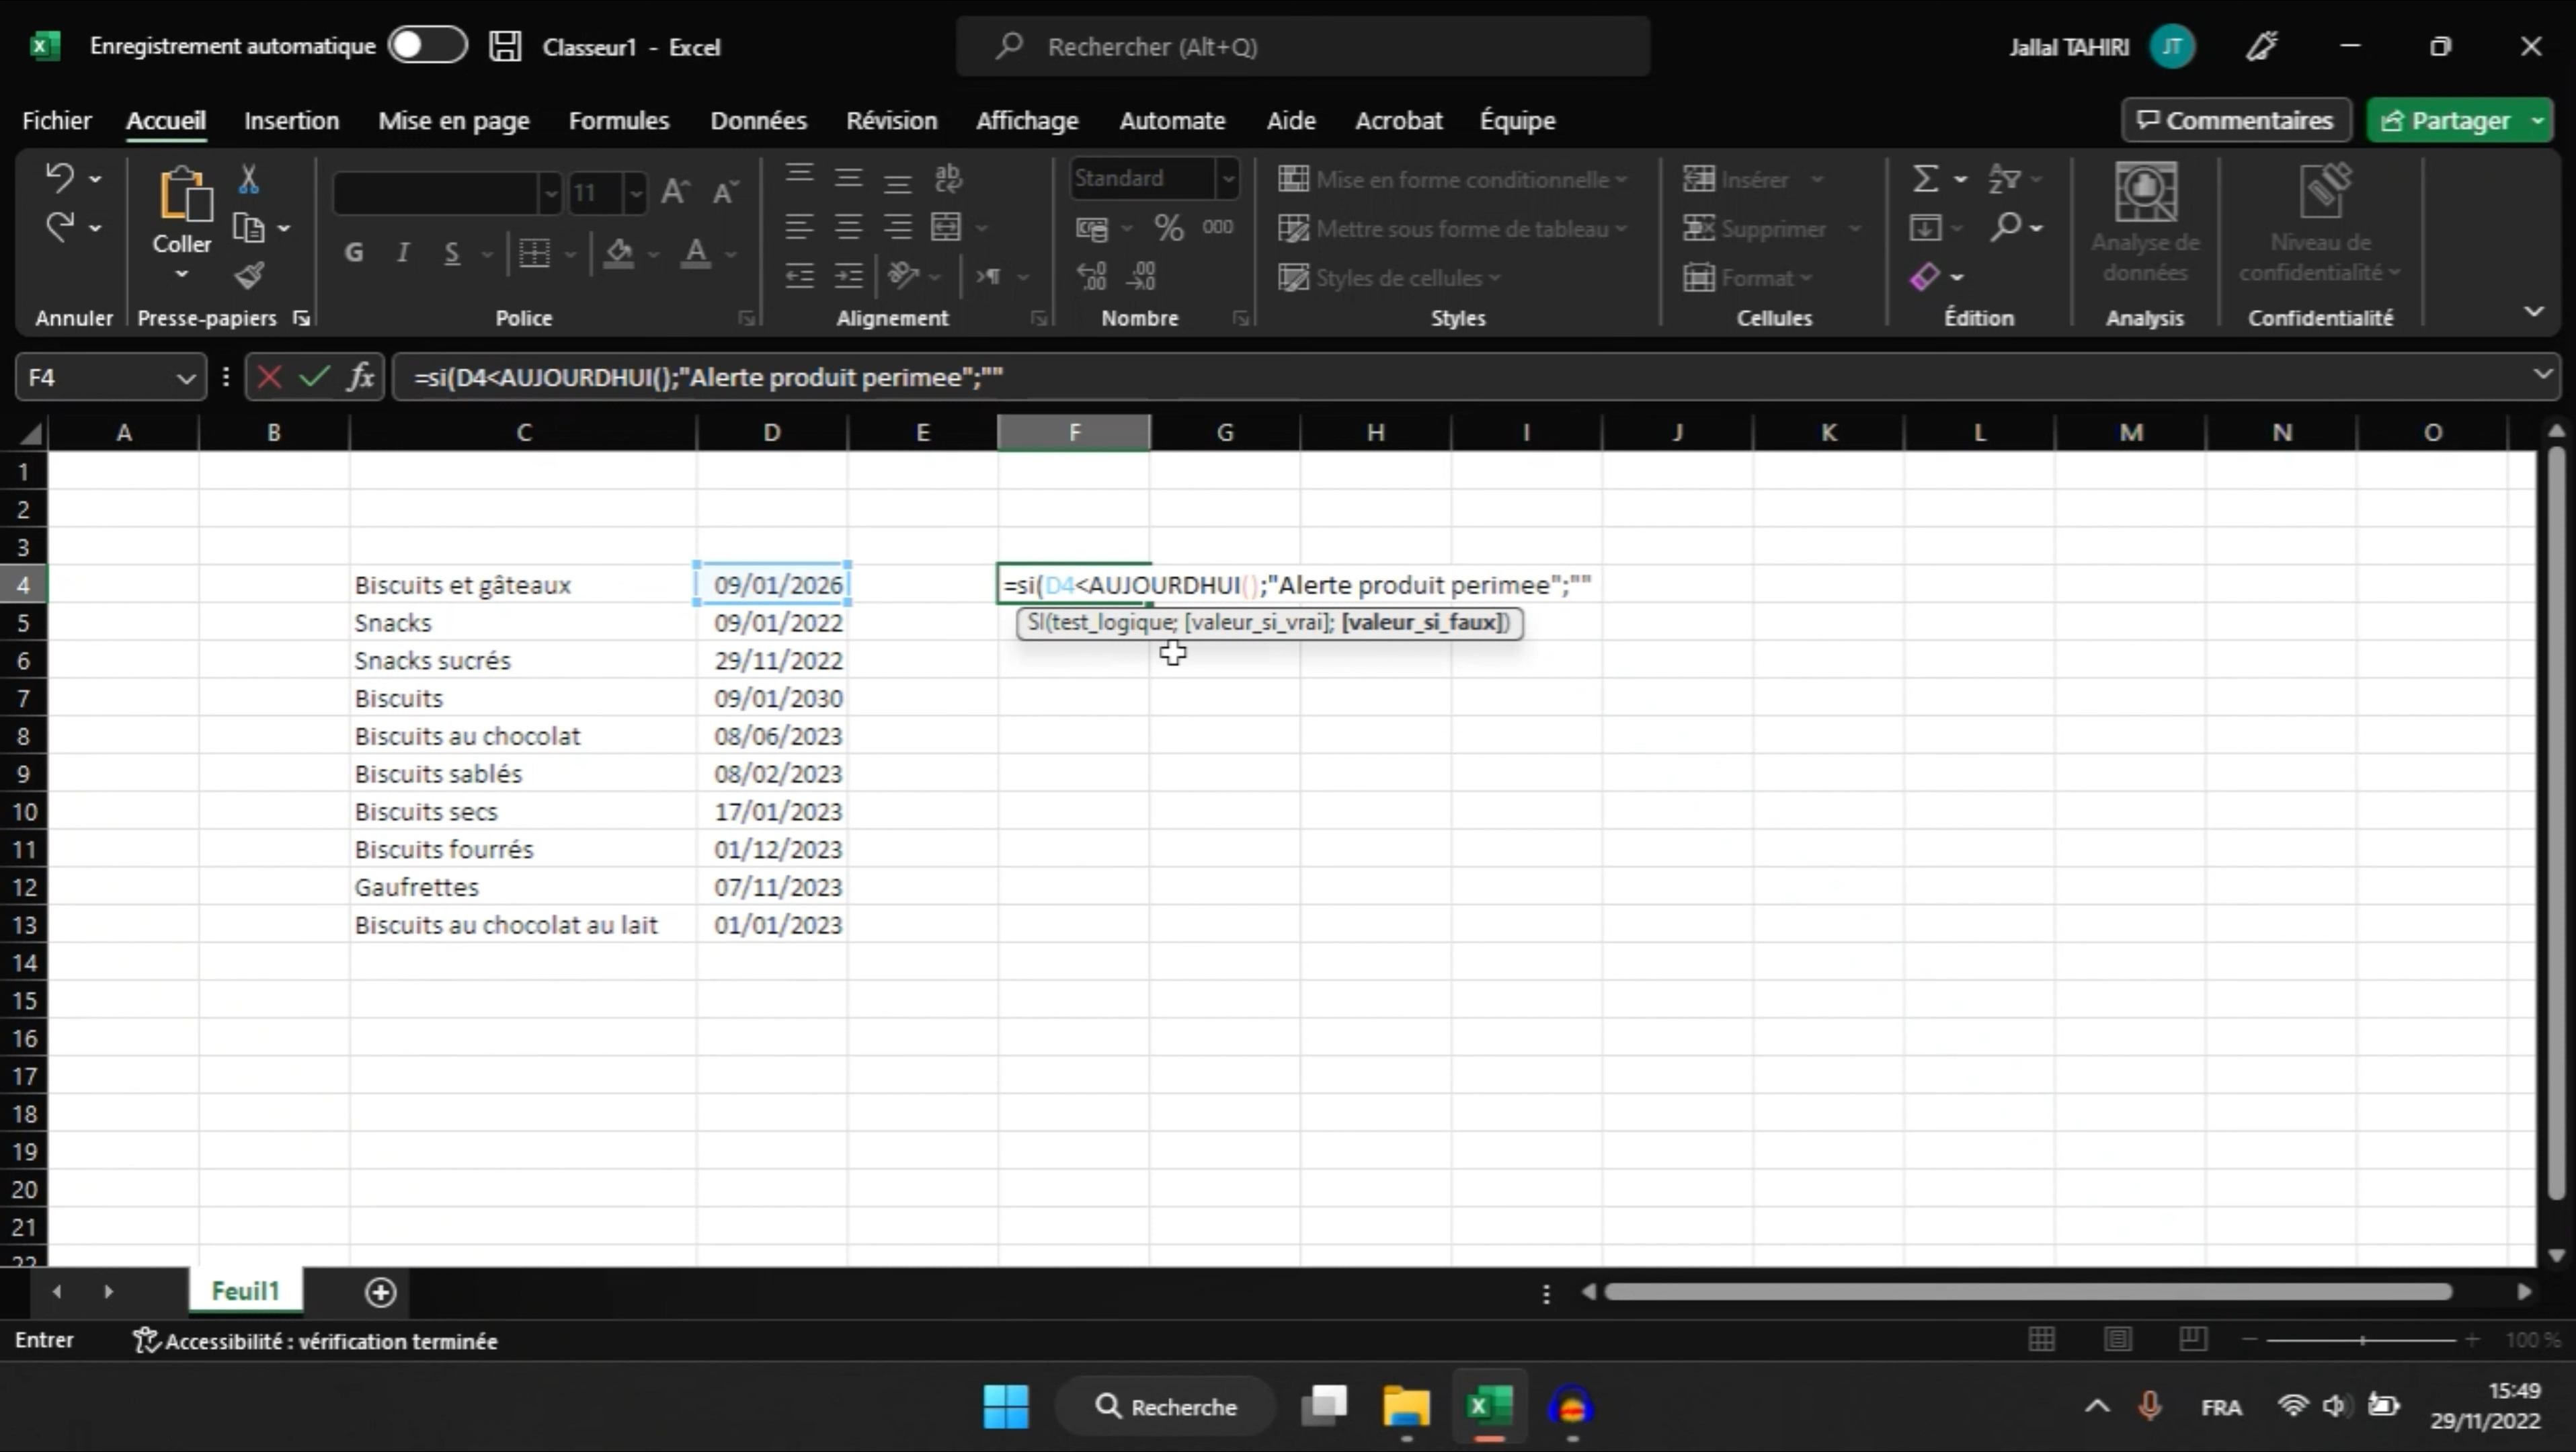 Enregistrement automatique
Classeur1 - Excel
Rechercher (Alt+Q)
Jallal TAHIRI
JT
Fichier Accueil Insertion Mise en page Formules Données Révision Affichage Automate Aide Acrobat Équipe
Commentaires
Partager
Coller
11
G I S
A
ab
Standard
% 000
Mise en forme conditionnelle
Mettre sous forme de tableau
Styles de cellules
Insérer
Supprimer
Format
Analyse de
données
Niveau de
confidentialité
Annuler Presse-papiers Police Alignement Nombre Styles Cellules Édition Analysis Confidentialité
F4
fx
=si(D4<AUJOURDHUI();"Alerte produit perimee";""
A B C D E F G H I J K L M N O
1
2
3
4 Biscuits et gâteaux 09/01/2026 =si(D4<AUJOURDHUI();"Alerte produit perimee";""
5 Snacks 09/01/2022 SI(test_logique; [valeur_si_vrai]; [valeur_si_faux])
6 Snacks sucrés 29/11/2022
7 Biscuits 09/01/2030
8 Biscuits au chocolat 08/06/2023
9 Biscuits sablés 08/02/2023
10 Biscuits secs 17/01/2023
11 Biscuits fourrés 01/12/2023
12 Gaufrettes 07/11/2023
13 Biscuits au chocolat au lait 01/01/2023
14
15
16
17
18
19
20
21
22
Feuil1
Entrer
Accessibilité : vérification terminée
100 %
Recherche
FRA
15:49
29/11/2022